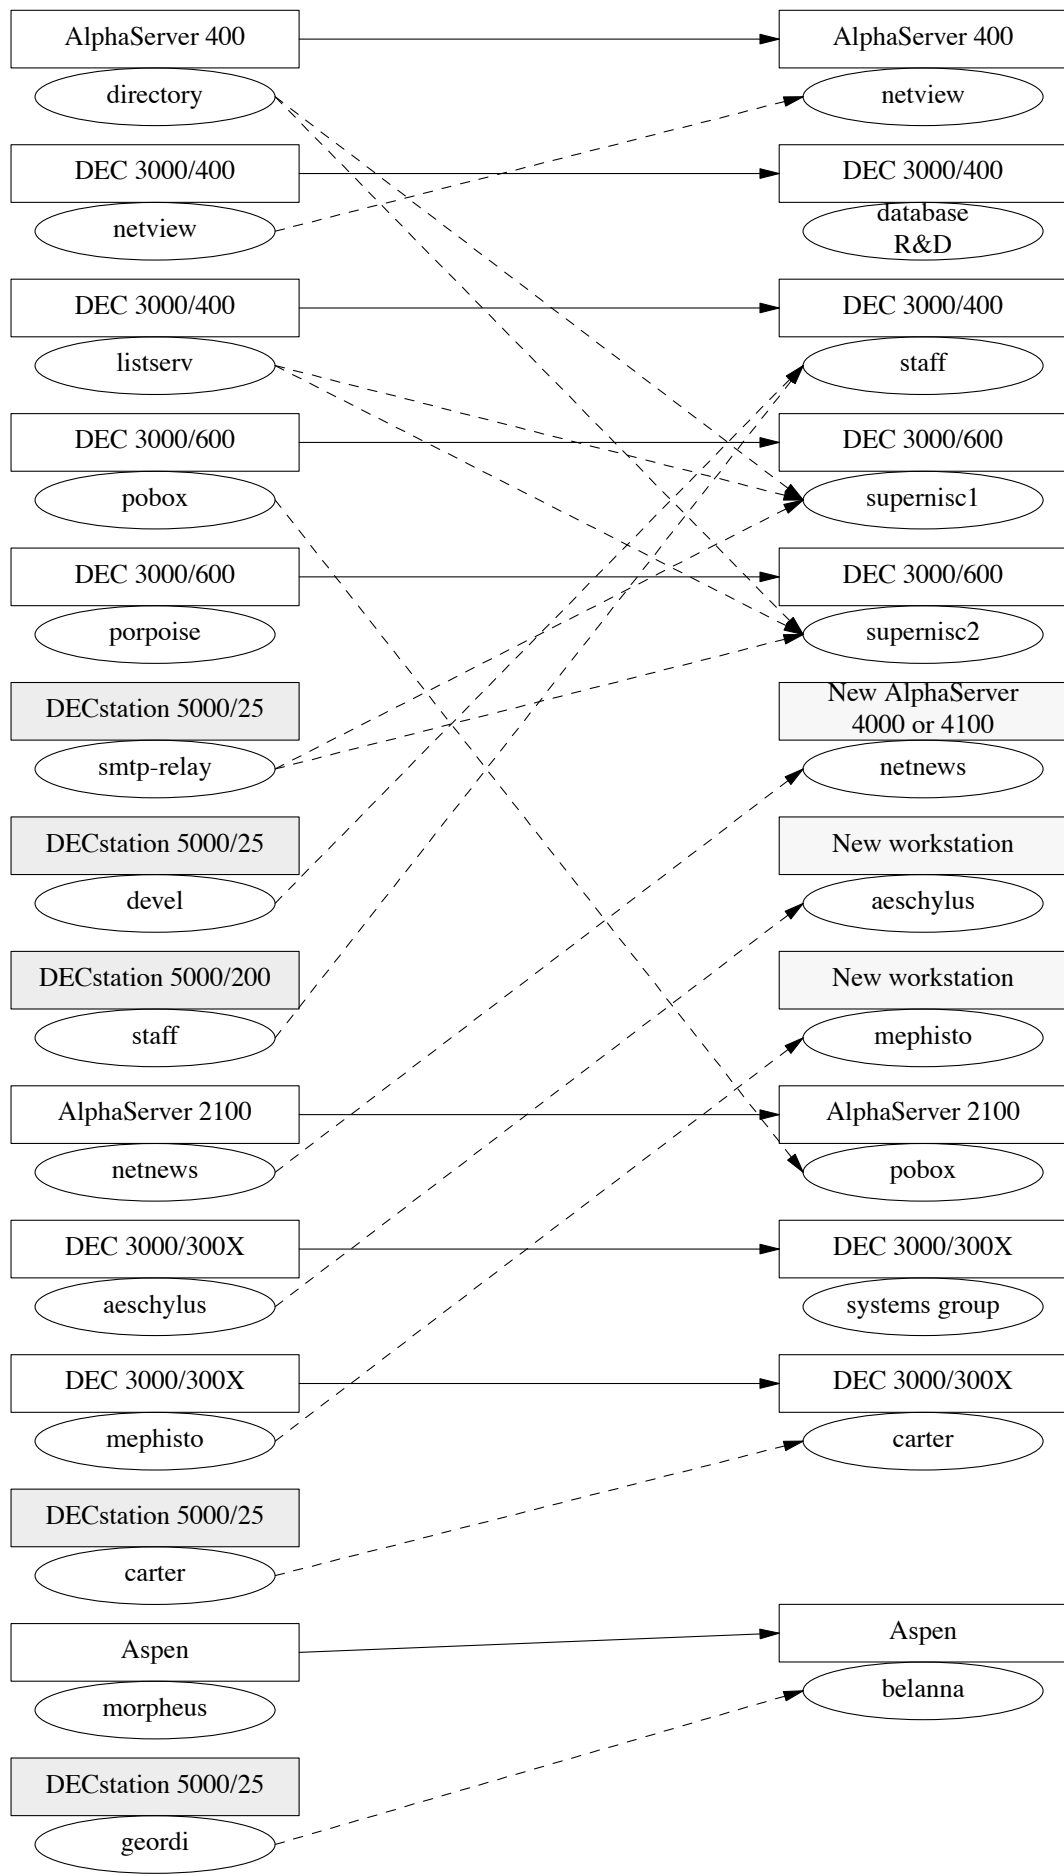 AlphaServer 400
AlphaServer 400
directory
netview
DEC 3000/400
DEC 3000/400
netview
database
R&D
DEC 3000/400
DEC 3000/400
listserv
staff
DEC 3000/600
DEC 3000/600
pobox
supernisc1
DEC 3000/600
DEC 3000/600
porpoise
supernisc2
DECstation 5000/25
New AlphaServer
4000 or 4100
smtp-relay
netnews
DECstation 5000/25
New workstation
devel
aeschylus
DECstation 5000/200
New workstation
staff
mephisto
AlphaServer 2100
AlphaServer 2100
netnews
pobox
DEC 3000/300X
DEC 3000/300X
aeschylus
systems group
DEC 3000/300X
DEC 3000/300X
mephisto
carter
DECstation 5000/25
carter
Aspen
Aspen
morpheus
belanna
DECstation 5000/25
geordi